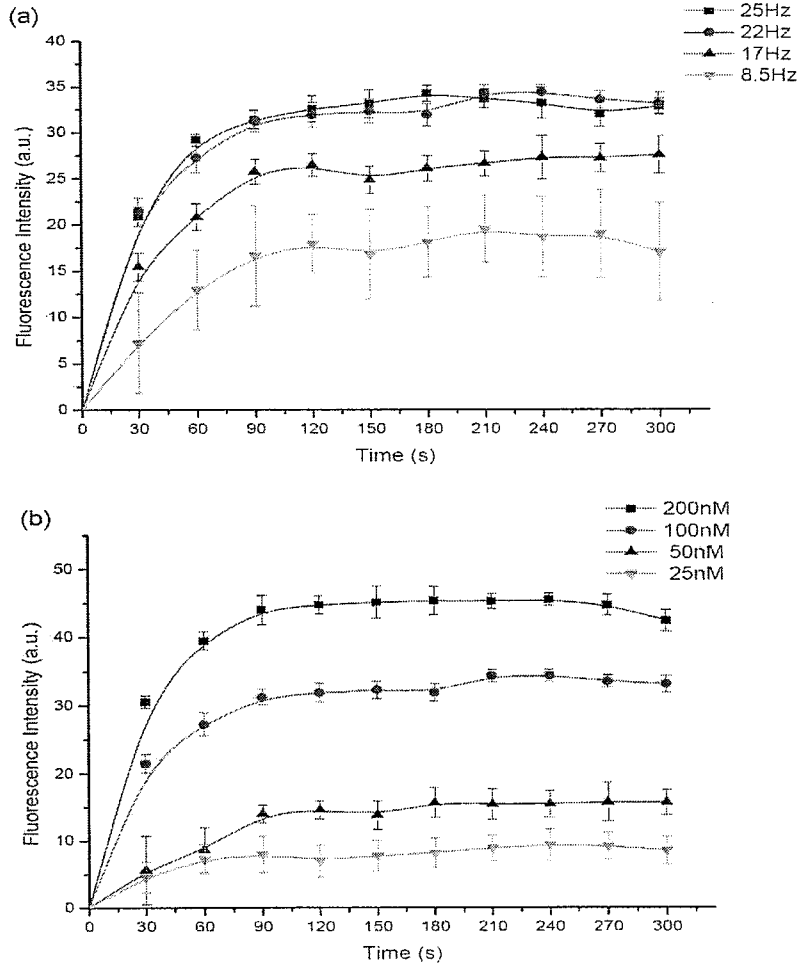 (a)
25Hz
22Hz
17Hz
8.5Hz
40
35
30
25
20
15
10
5
0
Fluorescence Intensity (a.u.)
0 30 60 90 120 150 180 210 240 270 300
Time (s)
(b)
200nM
100nM
50nM
25nM
50
40
30
20
10
0
Fluorescence Intensity (a.u.)
0 30 60 90 120 150 180 210 240 270 300
Time (s)